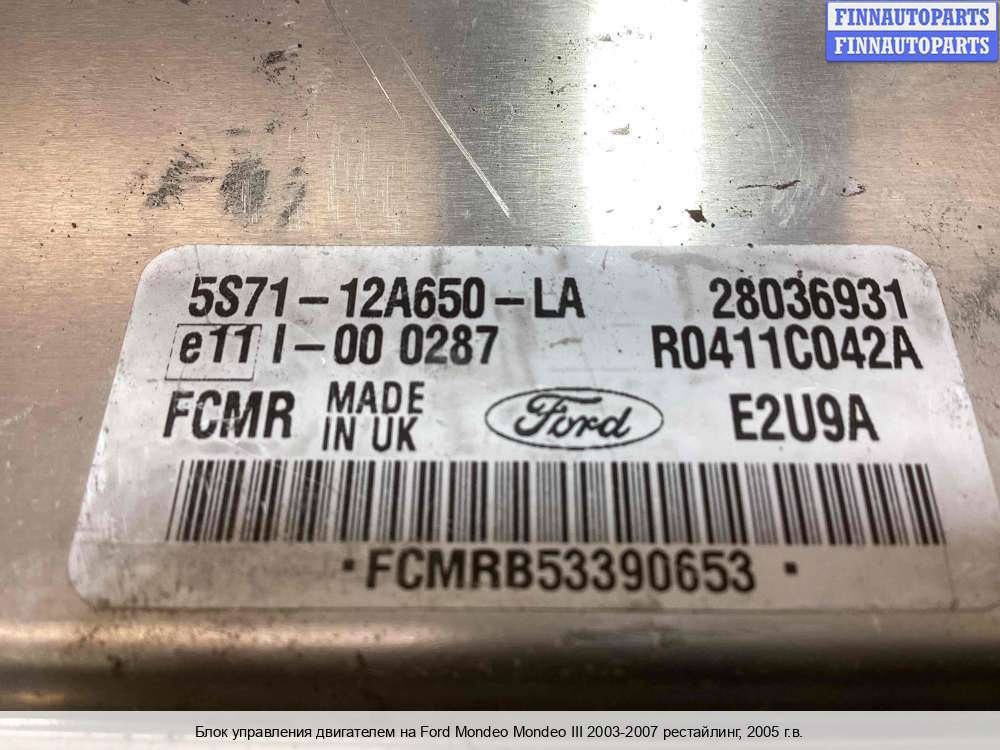 FINNAUTOPARTS
FINNAUTOPARTS
5S71-12A650-LA 28036931
e11 I-00 0287 R0411C042A
FCMR MADE IN UK Ford E2U9A
·FCMRB53390653·
Блок управления двигателем на Ford Mondeo Mondeo III 2003-2007 рестайлинг, 2005 г.в.